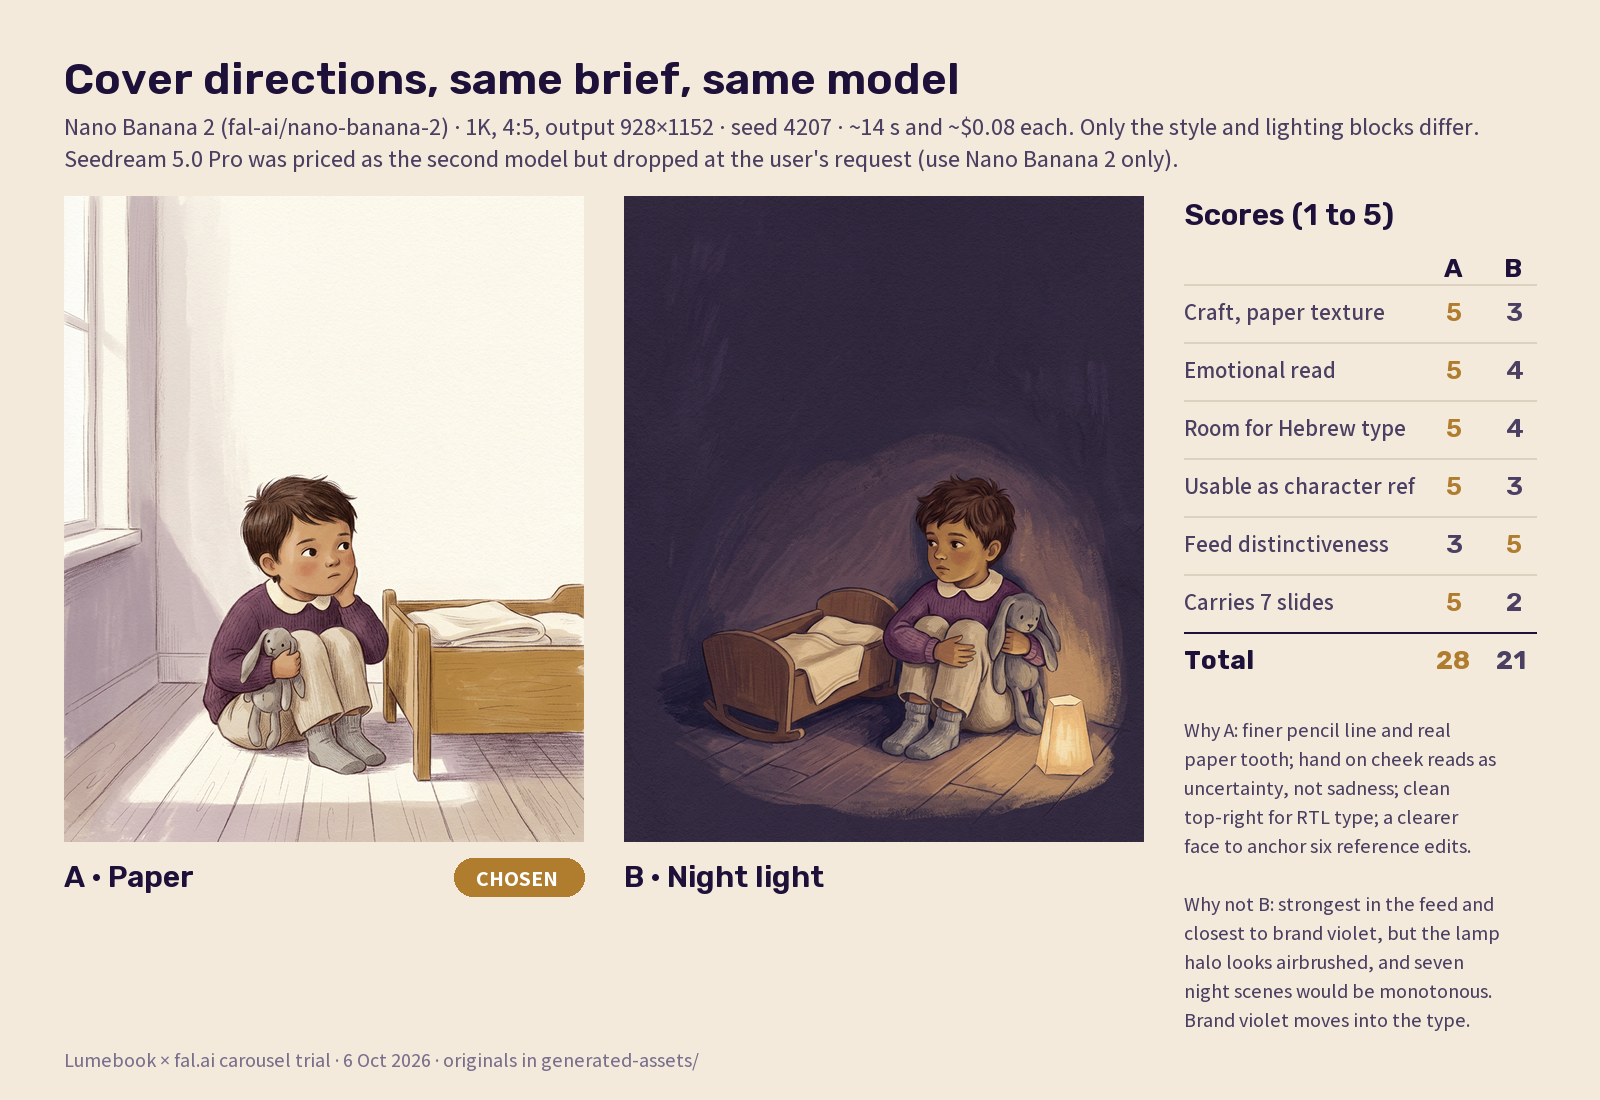 Cover directions, same brief, same model
Nano Banana 2 (fal-ai/nano-banana-2) · 1K, 4:5, output 928×1152 · seed 4207 · ~14 s and ~$0.08 each. Only the style and lighting blocks differ.
Seedream 5.0 Pro was priced as the second model but dropped at the user's request (use Nano Banana 2 only).
A • Paper
CHOSEN
B • Night light
Scores (1 to 5)
A B
Craft, paper texture 5 3
Emotional read 5 4
Room for Hebrew type 5 4
Usable as character ref 5 3
Feed distinctiveness 3 5
Carries 7 slides 5 2
Total 28 21
Why A: finer pencil line and real
paper tooth; hand on cheek reads as
uncertainty, not sadness; clean
top-right for RTL type; a clearer
face to anchor six reference edits.
Why not B: strongest in the feed and
closest to brand violet, but the lamp
halo looks airbrushed, and seven
night scenes would be monotonous.
Brand violet moves into the type.
Lumebook × fal.ai carousel trial · 6 Oct 2026 · originals in generated-assets/